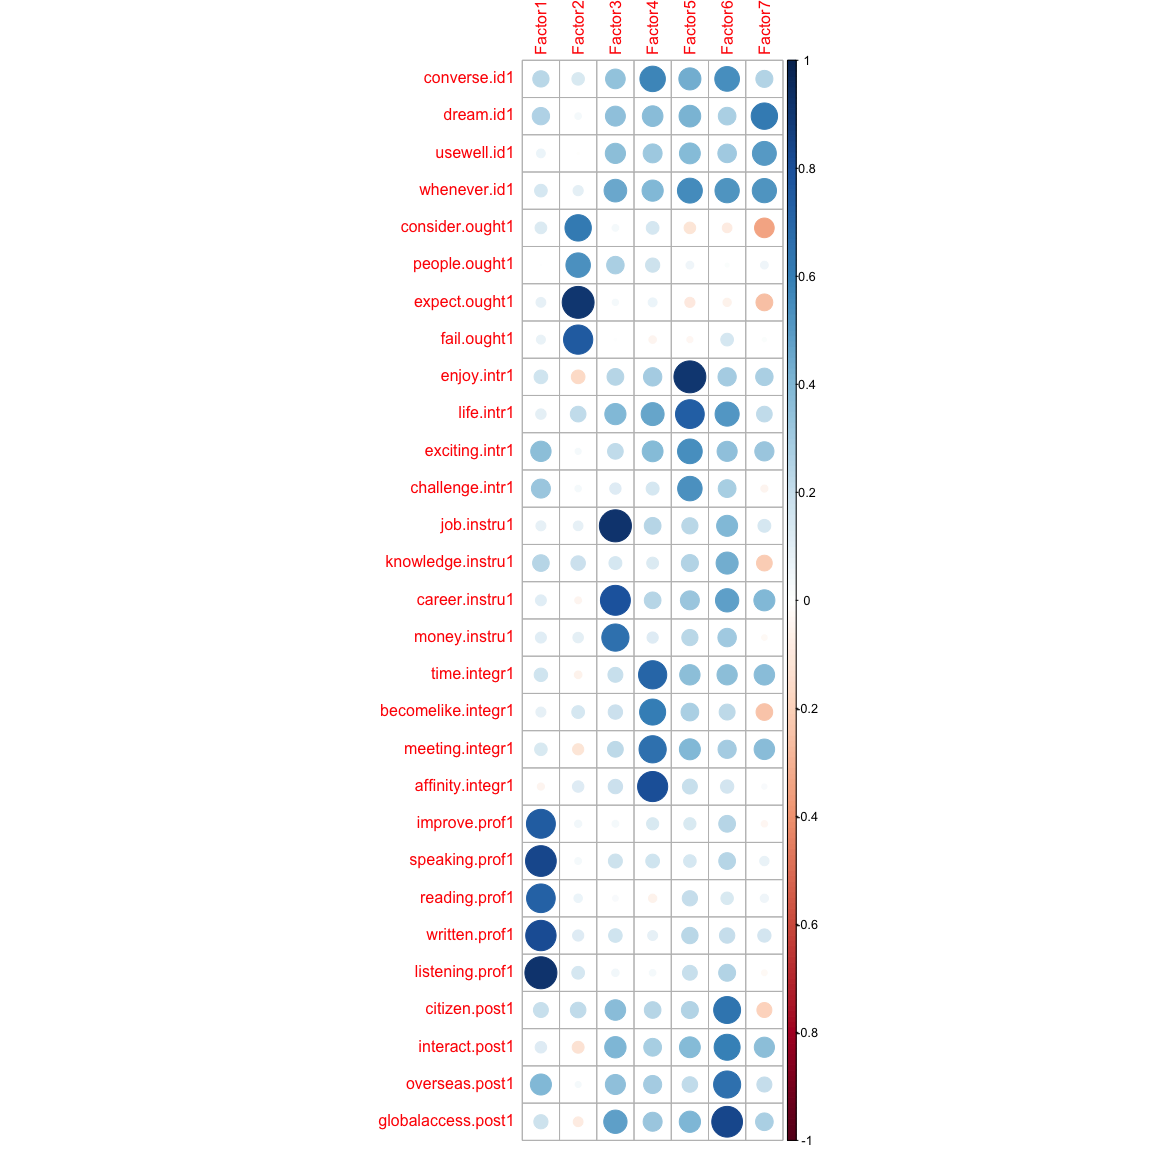 Factor1 Factor2 Factor3 Factor4 Factor5 Factor6 Factor7
converse.id1
dream.id1
usewell.id1
whenever.id1
consider.ought1
people.ought1
expect.ought1
fail.ought1
enjoy.intr1
life.intr1
exciting.intr1
challenge.intr1
job.instru1
knowledge.instru1
career.instru1
money.instru1
time.integr1
becomelike.integr1
meeting.integr1
affinity.integr1
improve.prof1
speaking.prof1
reading.prof1
written.prof1
listening.prof1
citizen.post1
interact.post1
overseas.post1
globalaccess.post1
1
0.8
0.6
0.4
0.2
0
-0.2
-0.4
-0.6
-0.8
-1